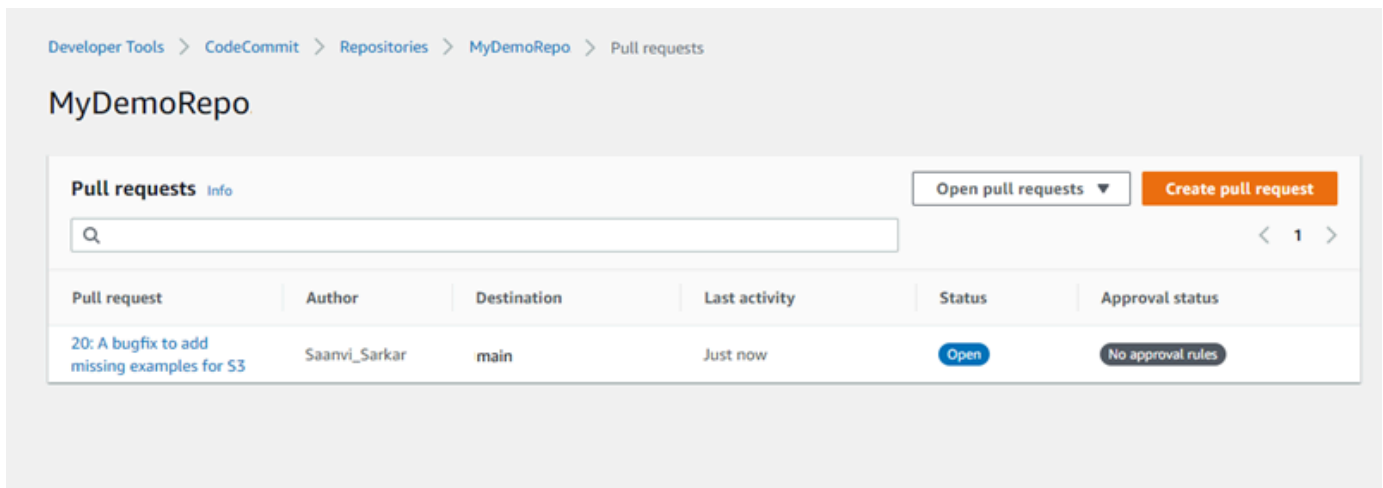 Developer Tools > CodeCommit > Repositories > MyDemoRepo > Pull requests
MyDemoRepo
Pull requests Info
Open pull requests ▼ Create pull request
< 1 >
Pull request Author Destination Last activity Status Approval status
20: A bugfix to add
missing examples for S3
Saanvi_Sarkar main Just now Open No approval rules